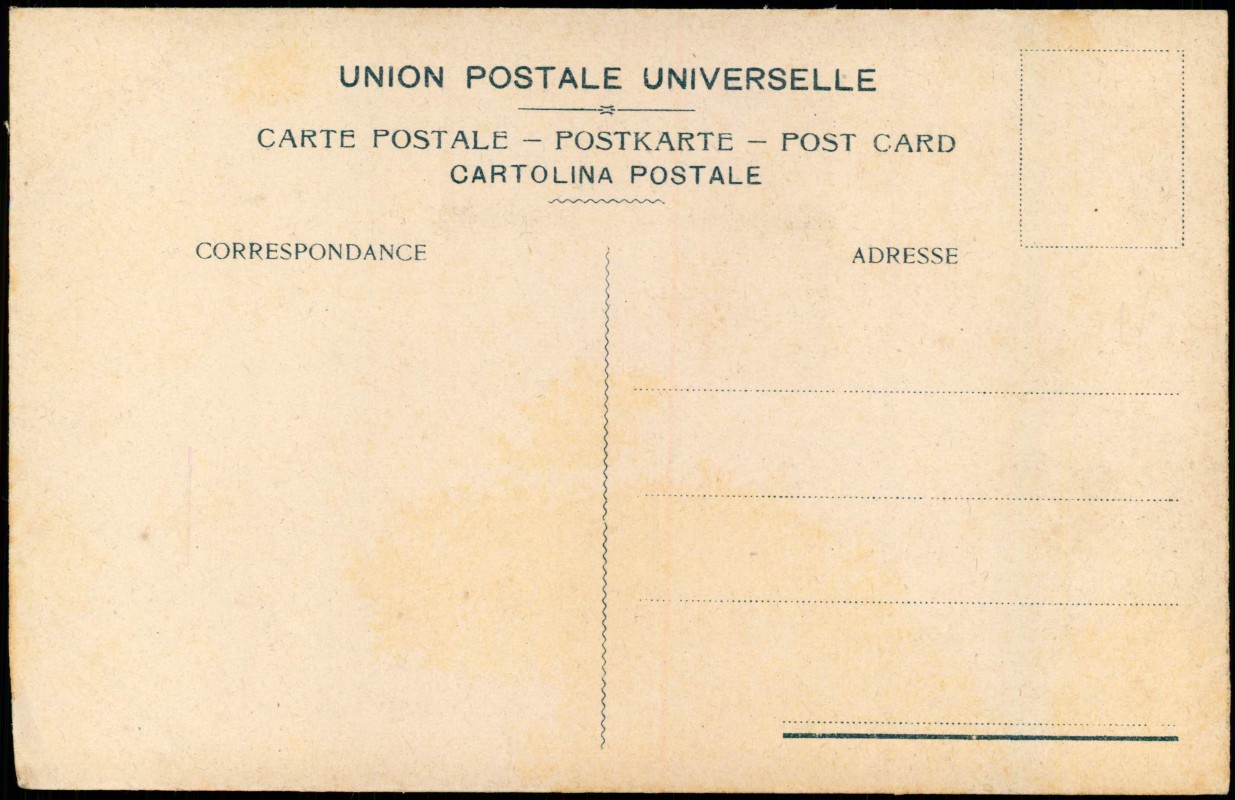 UNION POSTALE UNIVERSELLE
CARTE POSTALE – POSTKARTE – POST CARD
CARTOLINA POSTALE
CORRESPONDANCE
ADRESSE